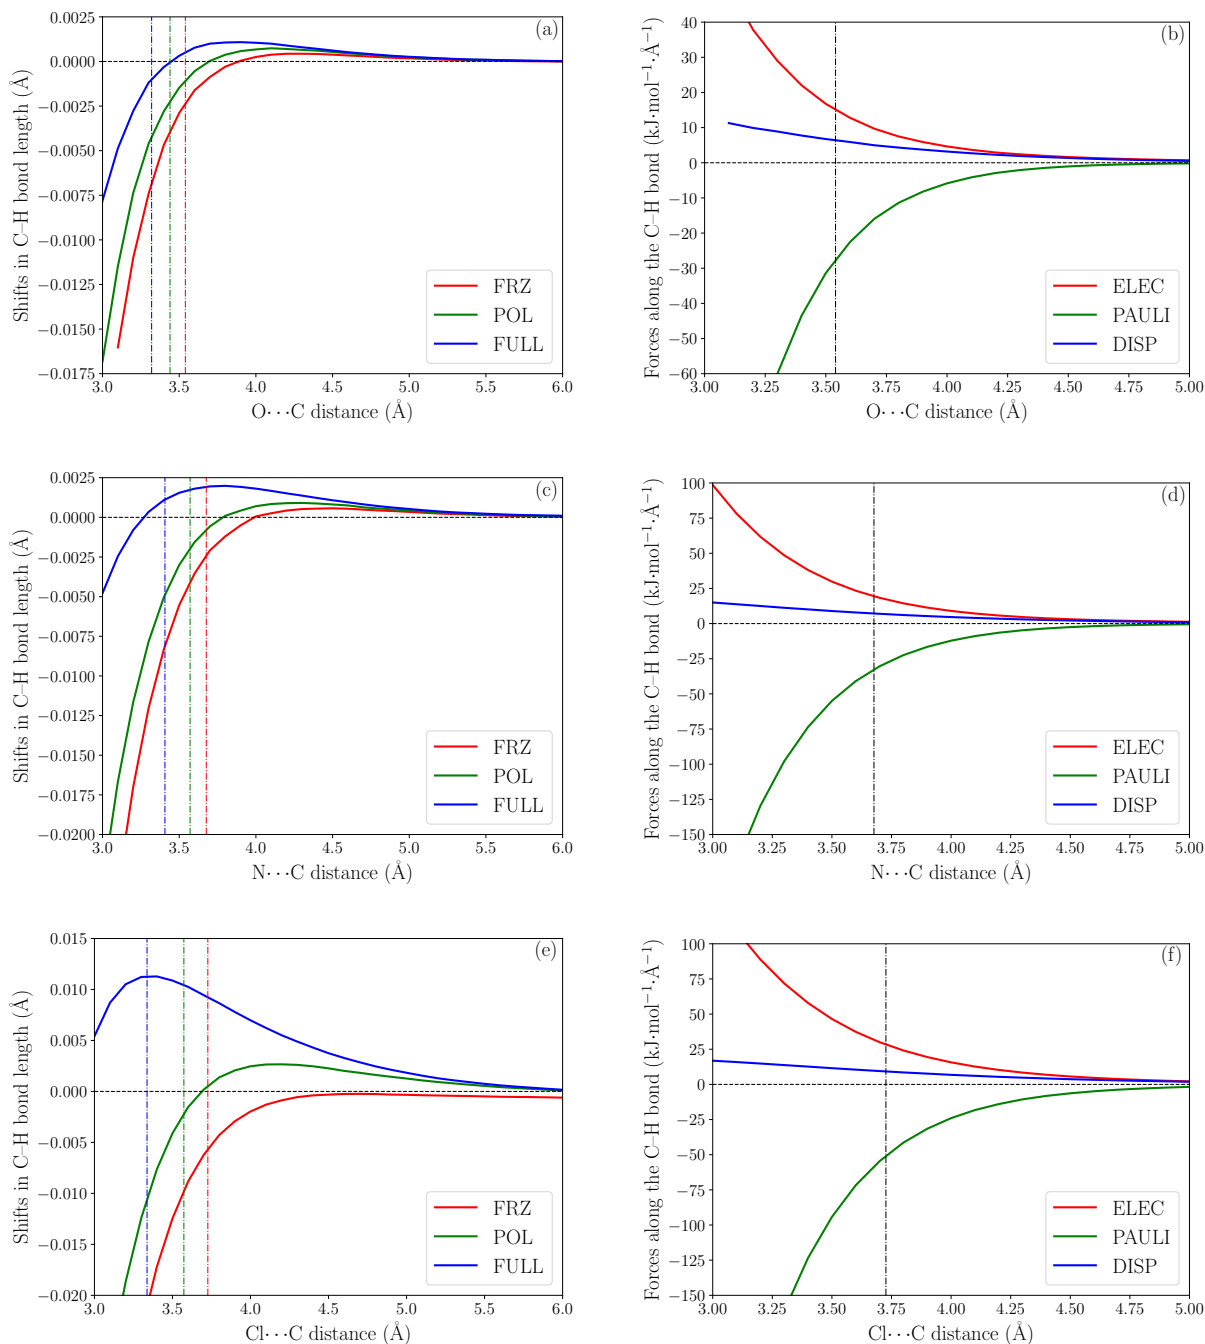 (a)
Shifts in C–H bond length (Å)
0.0025
0.0000
−0.0025
−0.0050
−0.0075
−0.0100
−0.0125
−0.0150
−0.0175
FRZ
POL
FULL
3.0 3.5 4.0 4.5 5.0 5.5 6.0
O···C distance (Å)
(b)
Forces along the C–H bond (kJ·mol⁻¹·Å⁻¹)
40
30
20
10
0
−10
−20
−30
−40
−50
−60
ELEC
PAULI
DISP
3.00 3.25 3.50 3.75 4.00 4.25 4.50 4.75 5.00
O···C distance (Å)
(c)
Shifts in C–H bond length (Å)
0.0025
0.0000
−0.0025
−0.0050
−0.0075
−0.0100
−0.0125
−0.0150
−0.0175
−0.0200
FRZ
POL
FULL
3.0 3.5 4.0 4.5 5.0 5.5 6.0
N···C distance (Å)
(d)
Forces along the C–H bond (kJ·mol⁻¹·Å⁻¹)
100
75
50
25
0
−25
−50
−75
−100
−125
−150
ELEC
PAULI
DISP
3.00 3.25 3.50 3.75 4.00 4.25 4.50 4.75 5.00
N···C distance (Å)
(e)
Shifts in C–H bond length (Å)
0.015
0.010
0.005
0.000
−0.005
−0.010
−0.015
−0.020
FRZ
POL
FULL
3.0 3.5 4.0 4.5 5.0 5.5 6.0
Cl···C distance (Å)
(f)
Forces along the C–H bond (kJ·mol⁻¹·Å⁻¹)
100
75
50
25
0
−25
−50
−75
−100
−125
−150
ELEC
PAULI
DISP
3.00 3.25 3.50 3.75 4.00 4.25 4.50 4.75 5.00
Cl···C distance (Å)